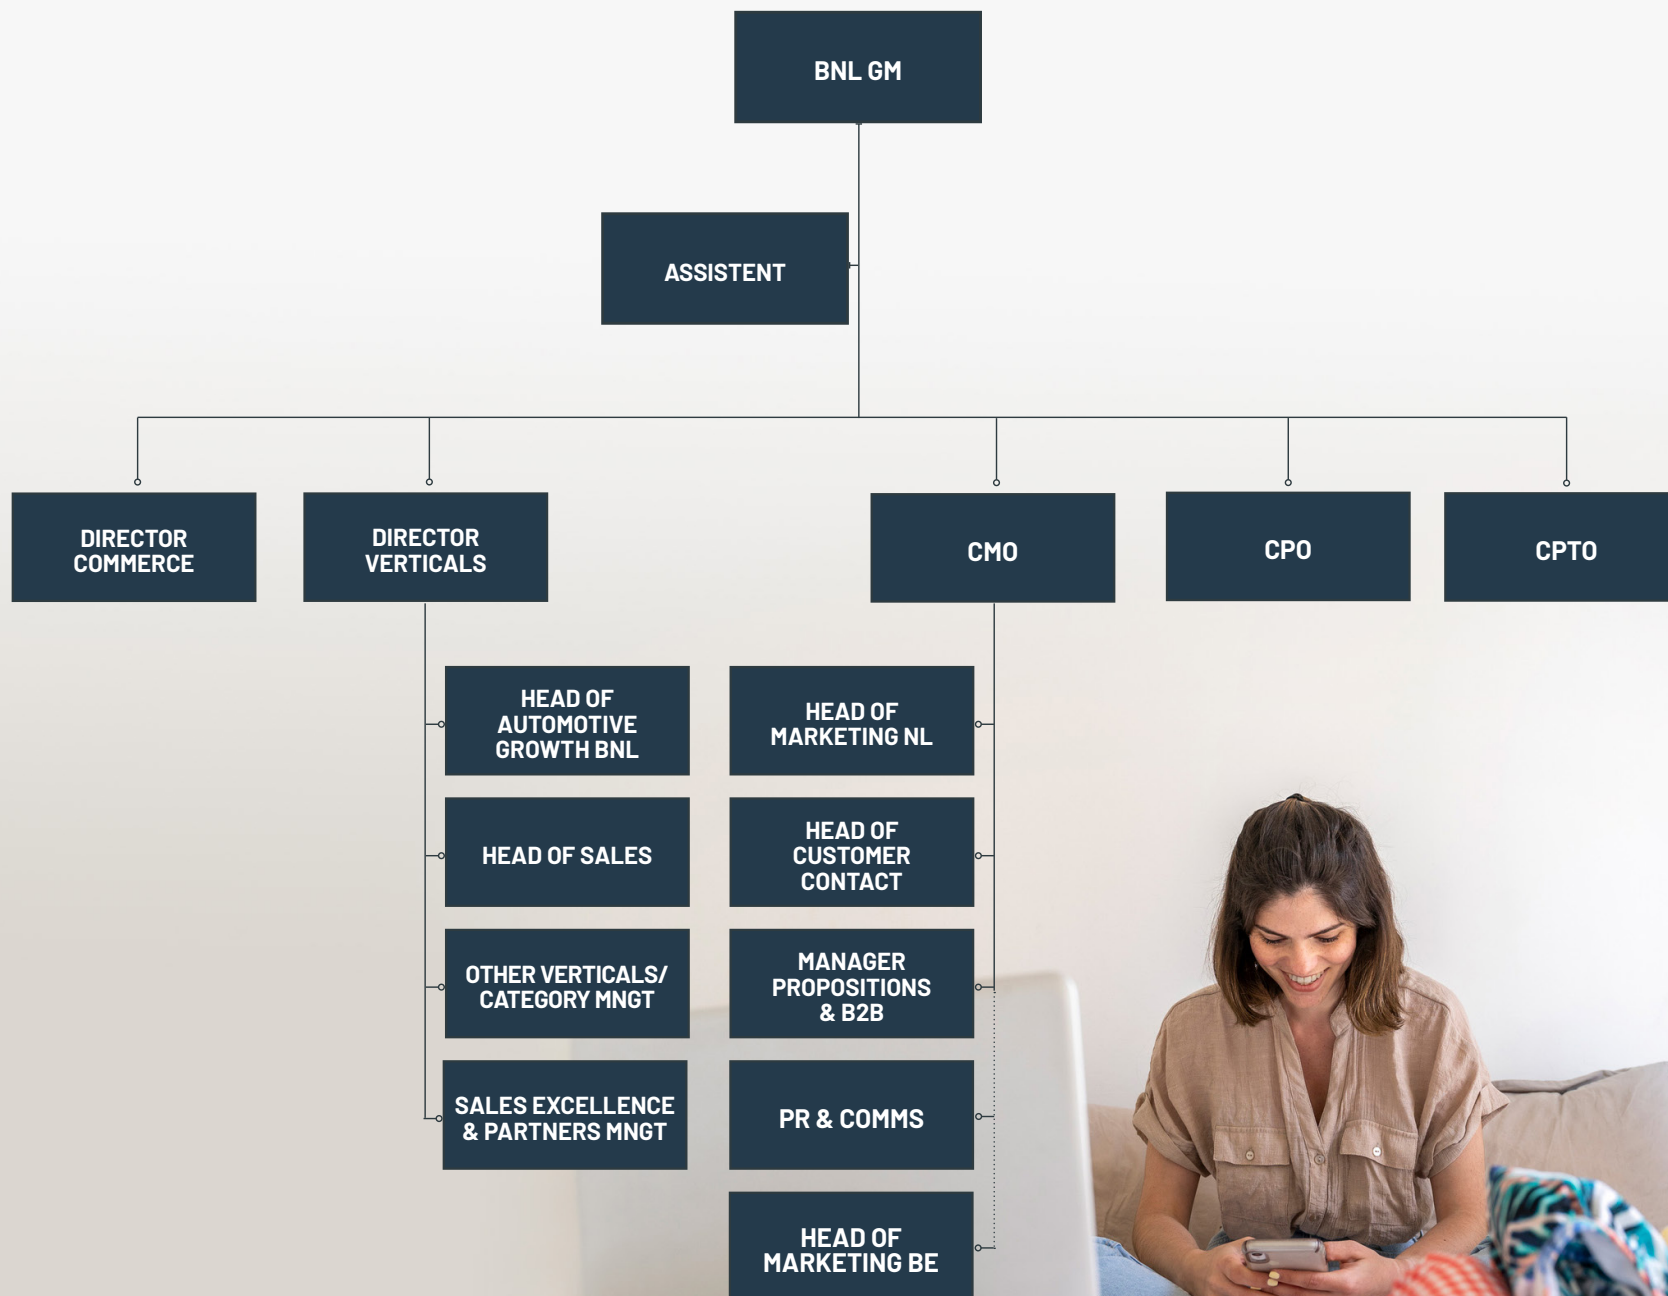 BNL GM
ASSISTENT
DIRECTOR
COMMERCE
DIRECTOR
VERTICALS
CMO
CPO
CPTO
HEAD OF
AUTOMOTIVE
GROWTH BNL
HEAD OF SALES
OTHER VERTICALS/
CATEGORY MNGT
SALES EXCELLENCE
& PARTNERS MNGT
HEAD OF
MARKETING NL
HEAD OF
CUSTOMER
CONTACT
MANAGER
PROPOSITIONS
& B2B
PR & COMMS
HEAD OF
MARKETING BE